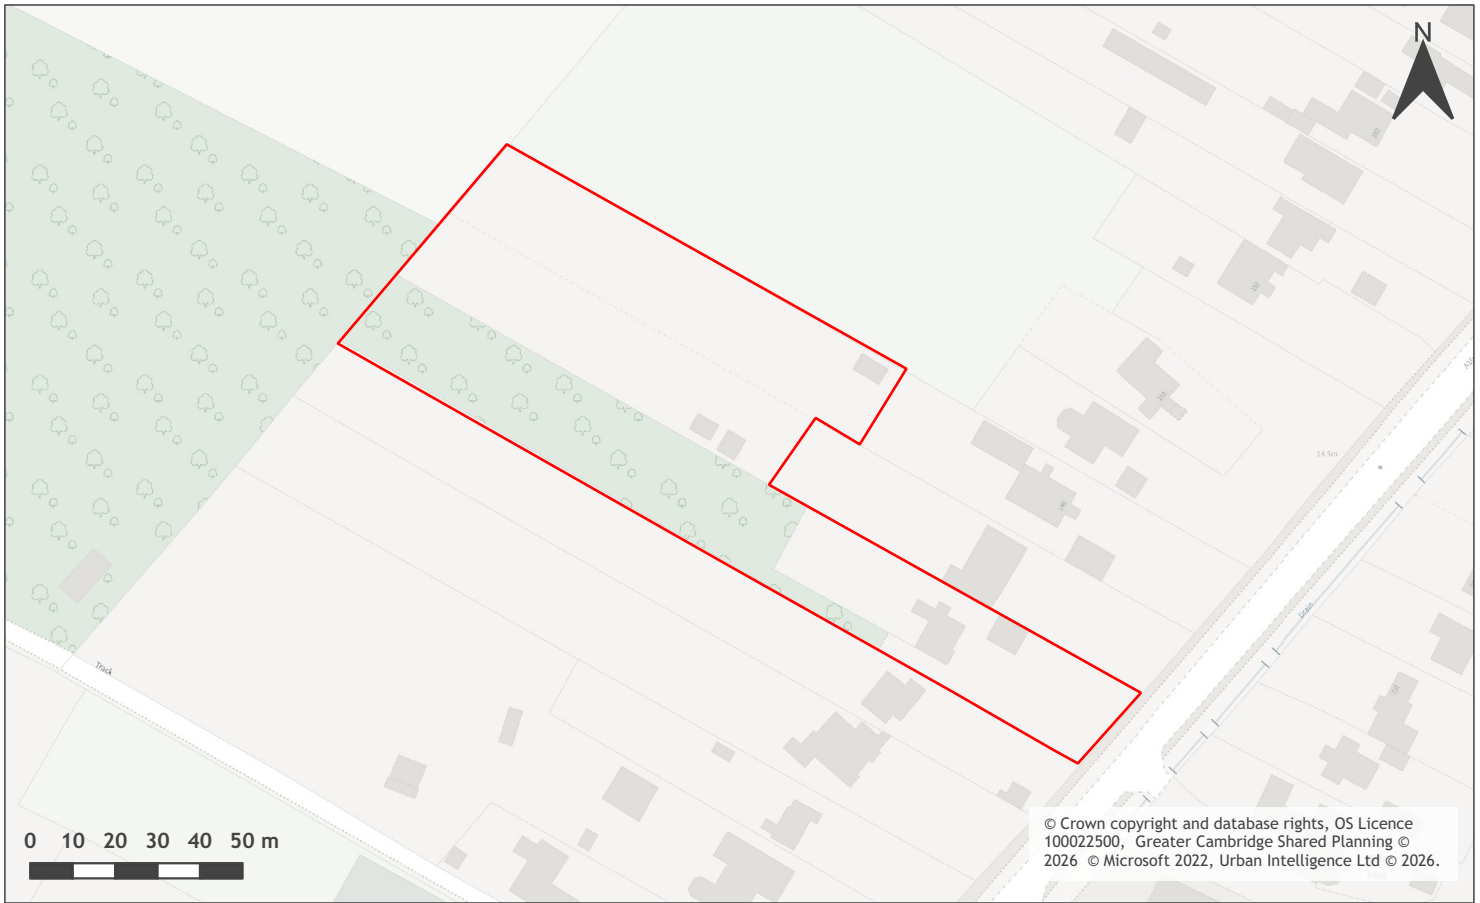 N
14.5m
Drain
Track
0 10 20 30 40 50 m
© Crown copyright and database rights, OS Licence
100022500, Greater Cambridge Shared Planning ©
2026 © Microsoft 2022, Urban Intelligence Ltd © 2026.